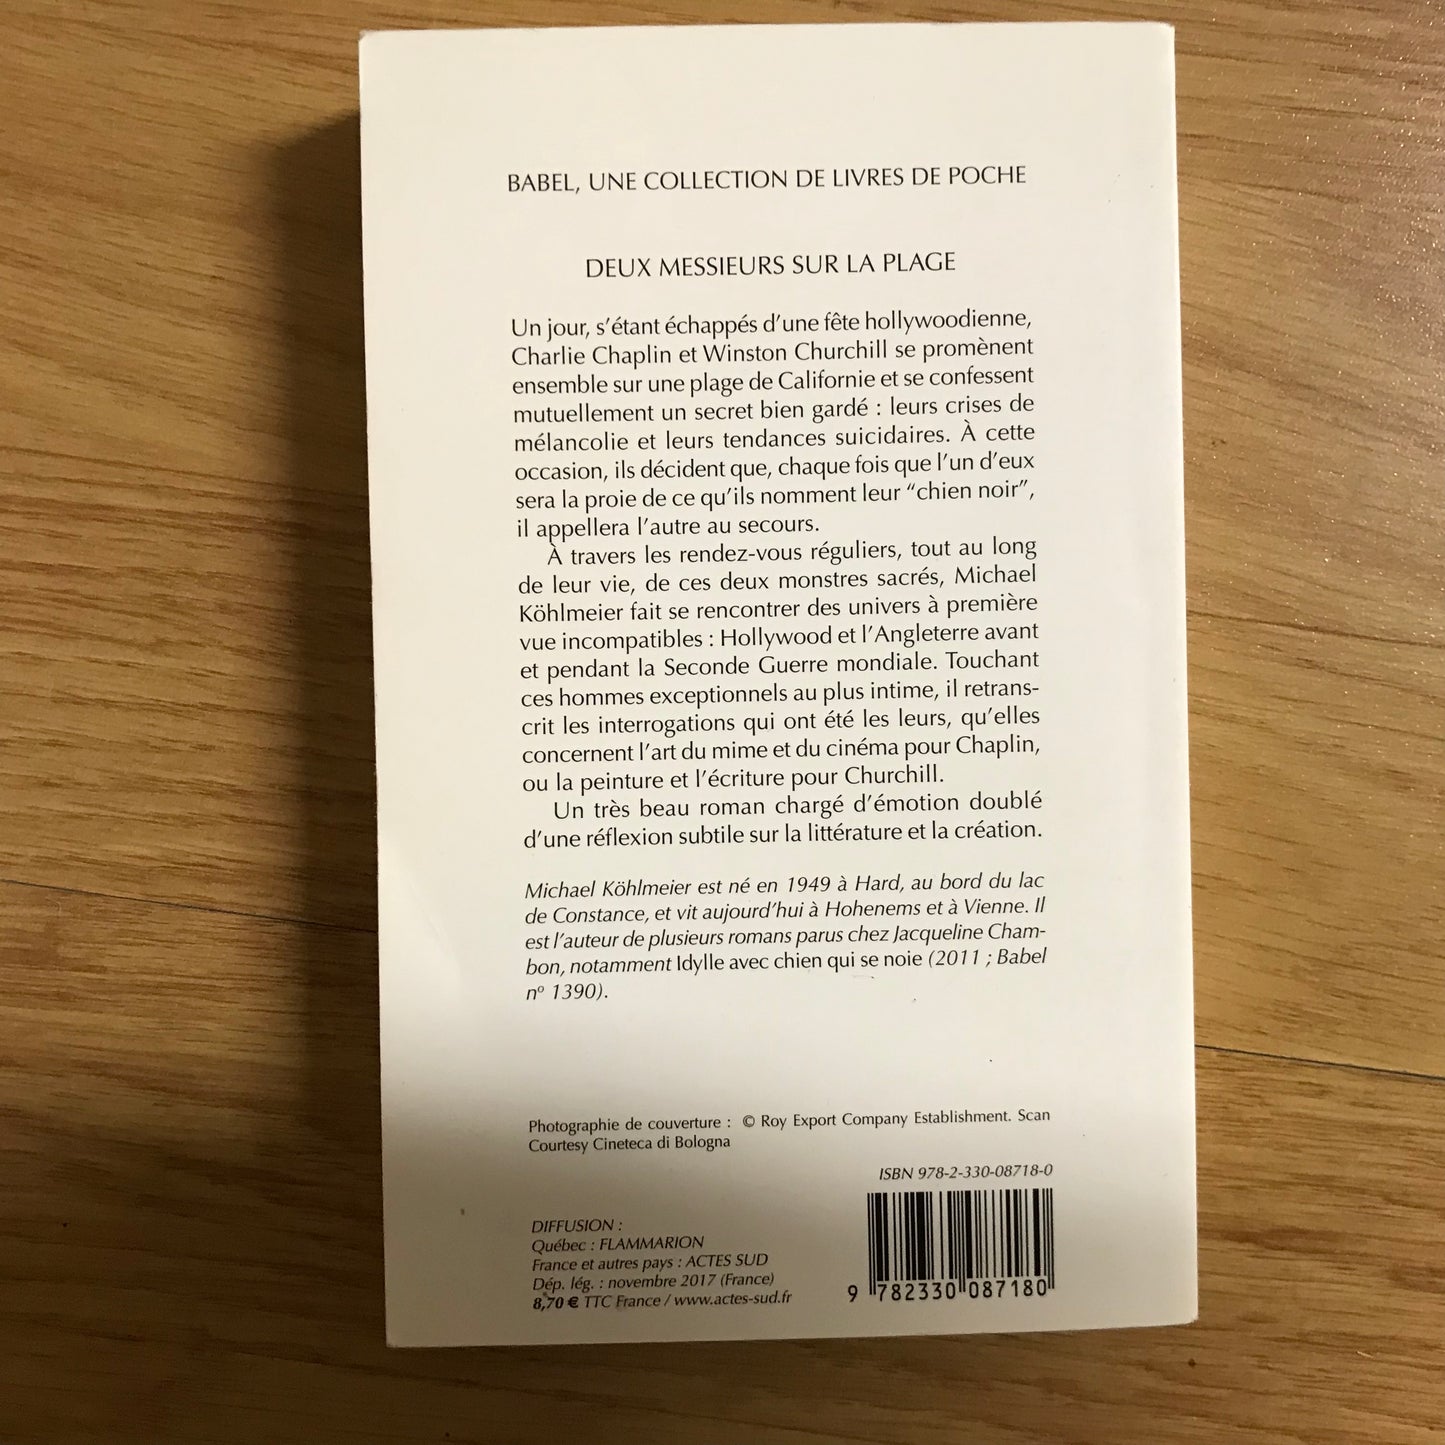 BABEL, UNE COLLECTION DE LIVRES DE POCHE
DEUX MESSIEURS SUR LA PLAGE
Un jour, s'étant échappés d'une fête hollywoodienne,
Charlie Chaplin et Winston Churchill se promènent
ensemble sur une plage de Californie et se confessent
mutuellement un secret bien gardé : leurs crises de
mélancolie et leurs tendances suicidaires. À cette
occasion, ils décident que, chaque fois que l'un d'eux
sera la proie de ce qu'ils nomment leur “chien noir”,
il appellera l'autre au secours.
À travers les rendez-vous réguliers, tout au long
de leur vie, de ces deux monstres sacrés, Michael
Köhlmeier fait se rencontrer des univers à première
vue incompatibles : Hollywood et l'Angleterre avant
et pendant la Seconde Guerre mondiale. Touchant
ces hommes exceptionnels au plus intime, il retrans-
crit les interrogations qui ont été les leurs, qu'elles
concernent l'art du mime et du cinéma pour Chaplin,
ou la peinture et l'écriture pour Churchill.
Un très beau roman chargé d'émotion doublé
d'une réflexion subtile sur la littérature et la création.
Michael Köhlmeier est né en 1949 à Hard, au bord du lac
de Constance, et vit aujourd'hui à Hohenems et à Vienne. Il
est l'auteur de plusieurs romans parus chez Jacqueline Cham-
bon, notamment Idylle avec chien qui se noie (2011 ; Babel
nº 1390).
Photographie de couverture : © Roy Export Company Establishment. Scan
Courtesy Cineteca di Bologna
ISBN 978-2-330-08718-0
DIFFUSION :
Québec : FLAMMARION
France et autres pays : ACTES SUD
Dép. lég. : novembre 2017 (France)
8,70 € TTC France / www.actes-sud.fr
9 782330 087180